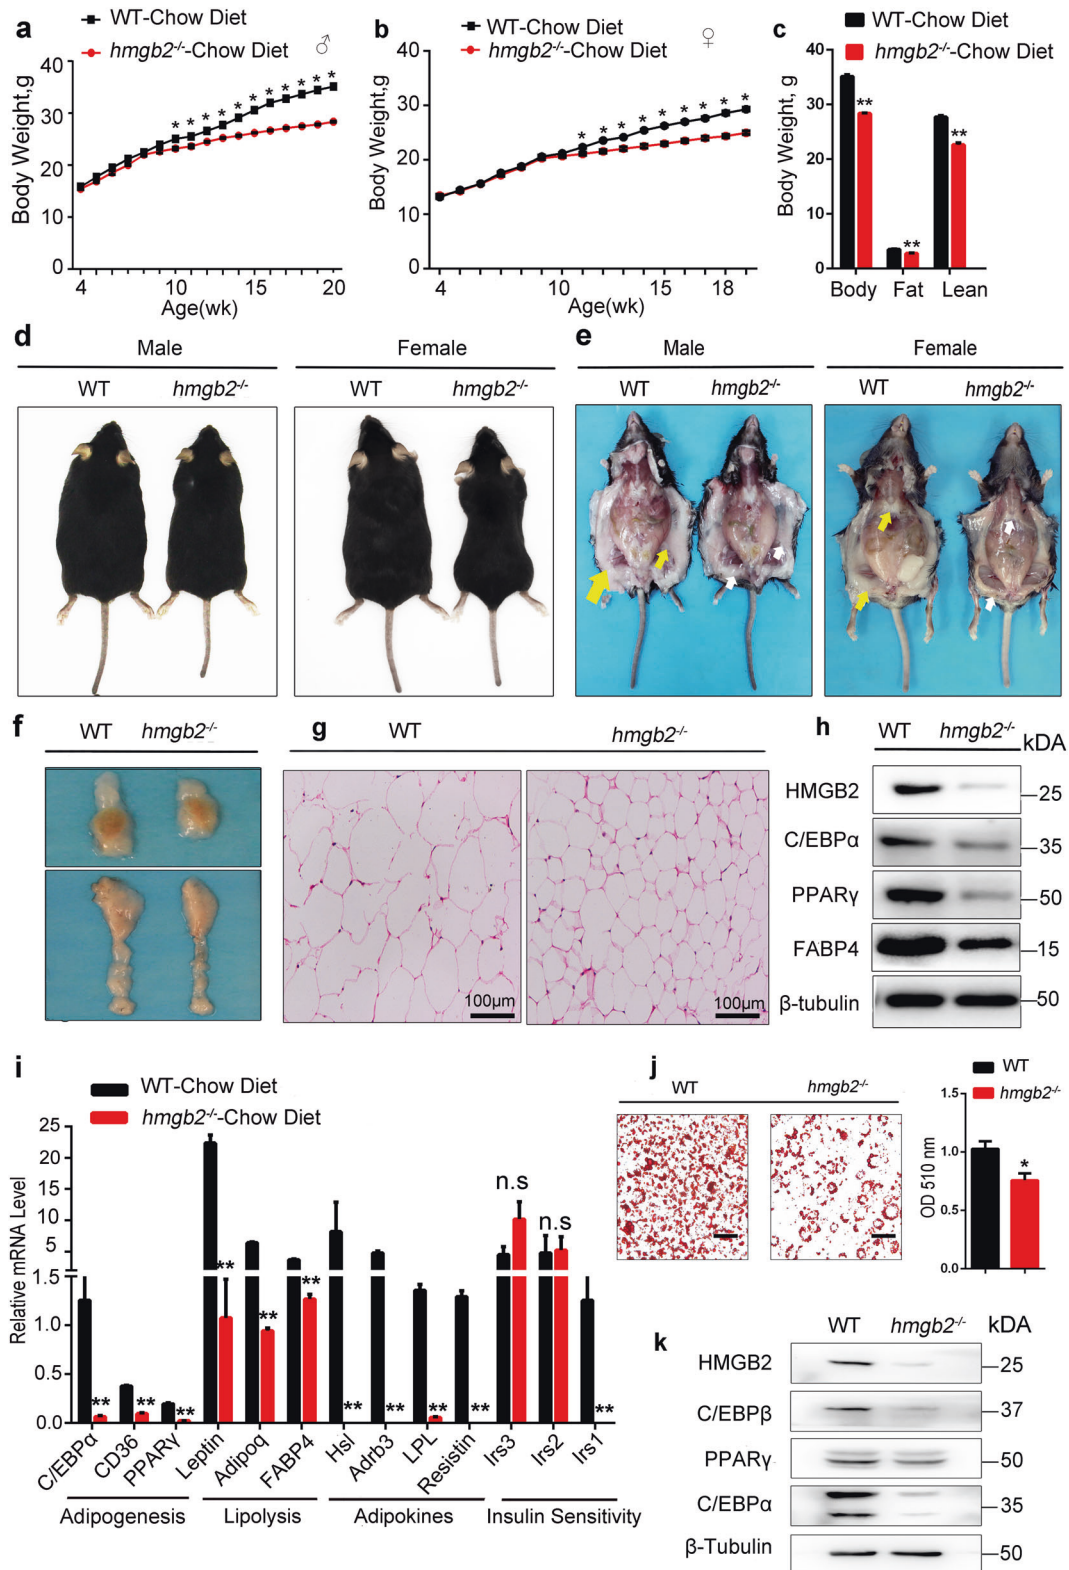 a
WT-Chow Diet
hmgb2-/--Chow Diet
♂
Body Weight,g
40
30
20
10
0
* * * * * * * * * * *
4
10
15
20
Age(wk)
b
WT-Chow Diet
hmgb2-/--Chow Diet
♀
Body Weight,g
40
30
20
10
0
* * * * * * * * *
4
10
15
18
Age(wk)
c
WT-Chow Diet
hmgb2-/--Chow Diet
Body Weight, g
40
30
20
10
0
** ** **
Body Fat Lean
d
Male Female
WT hmgb2-/- WT hmgb2-/-
e
Male Female
WT hmgb2-/- WT hmgb2-/-
f
WT hmgb2-/-
g
WT hmgb2-/-
100μm
100μm
h
WT hmgb2-/- kDA
HMGB2 25
C/EBPα 35
PPARγ 50
FABP4 15
β-tubulin 50
i
WT-Chow Diet
hmgb2-/--Chow Diet
Relative mRNA Level
25
20
15
10
5
1.5
1.0
0.5
0.0
** ** ** ** ** ** ** ** ** ** n.s n.s **
C/EBPα CD36 PPARγ Leptin Adipoq FABP4 Hsl Adrb3 LPL Resistin Irs3 Irs2 Irs1
Adipogenesis Lipolysis Adipokines Insulin Sensitivity
j
WT hmgb2-/-
WT
hmgb2-/-
OD 510 nm
1.5
1.0
0.5
0.0
*
k
WT hmgb2-/- kDA
HMGB2 25
C/EBPβ 37
PPARγ 50
C/EBPα 35
β-Tubulin 50